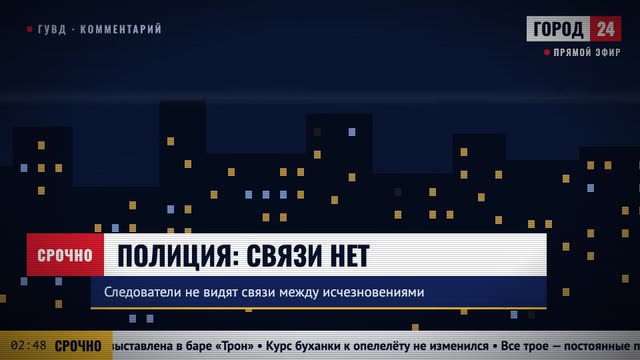 ГУВД · КОММЕНТАРИЙ
ГОРОД 24
ПРЯМОЙ ЭФИР
СРОЧНО
ПОЛИЦИЯ: СВЯЗИ НЕТ
Следователи не видят связи между исчезновениями
02:48 СРОЧНО выставлена в баре «Трон» • Курс буханки к опелелёту не изменился • Все трое — постоянные